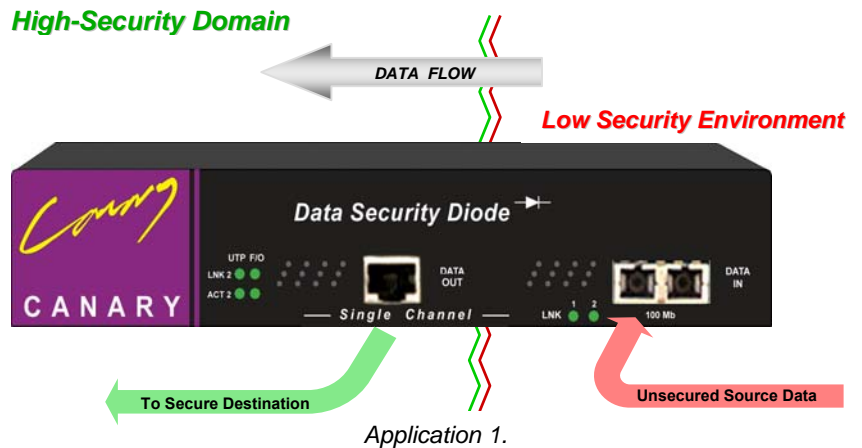 High-Security Domain
DATA FLOW
Low Security Environment
Canary
Data Security Diode
UTP F/O
LNK 2
ACT 2
DATA
OUT
DATA
IN
CANARY
Single Channel
1 2
LNK
100 Mb
To Secure Destination
Unsecured Source Data
Application 1.